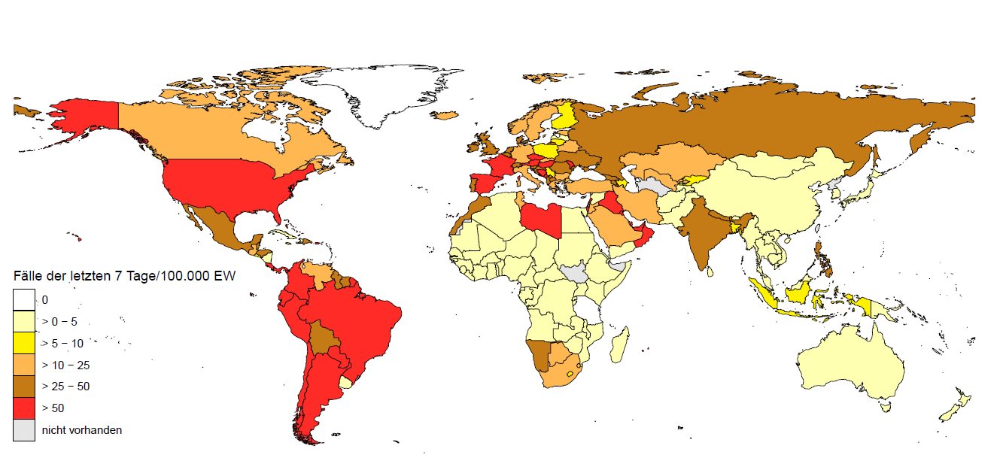 Fälle der letzten 7 Tage/100.000 EW
0
> 0 − 5
> 5 − 10
> 10 − 25
> 25 − 50
> 50
nicht vorhanden